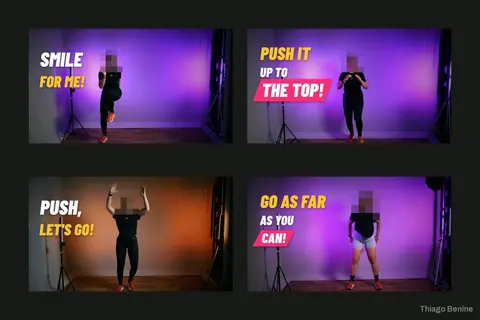 SMILE
FOR ME!
PUSH IT
UP TO
THE TOP!
PUSH,
LET'S GO!
GO AS FAR
AS YOU
CAN!
Thiago Benine